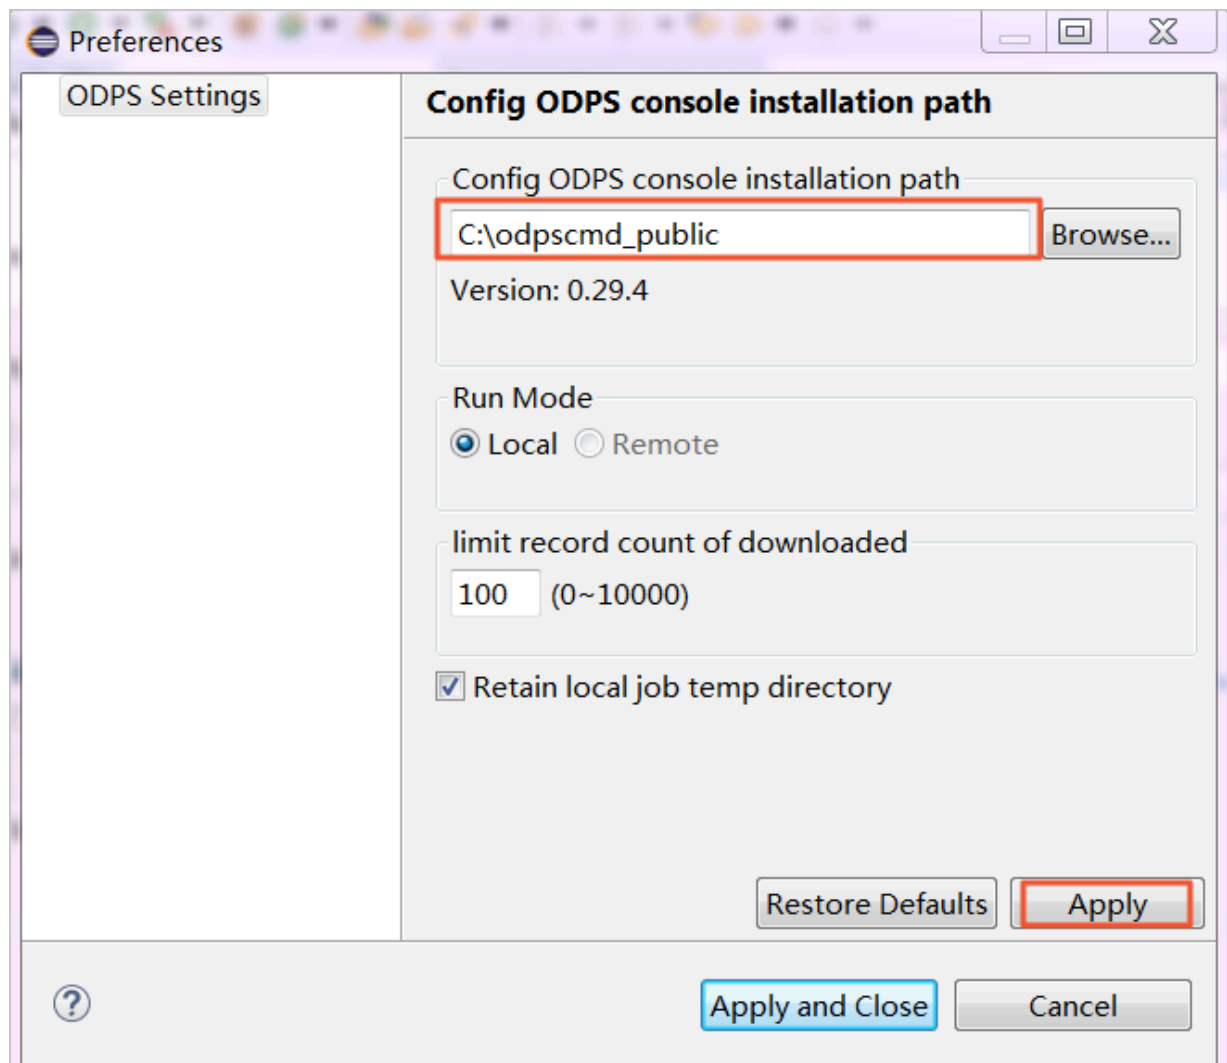 Preferences
ODPS Settings
Config ODPS console installation path
Config ODPS console installation path
C:\odpscmd_public
Browse...
Version: 0.29.4
Run Mode
Local Remote
limit record count of downloaded
100 (0~10000)
Retain local job temp directory
Restore Defaults Apply
? Apply and Close Cancel